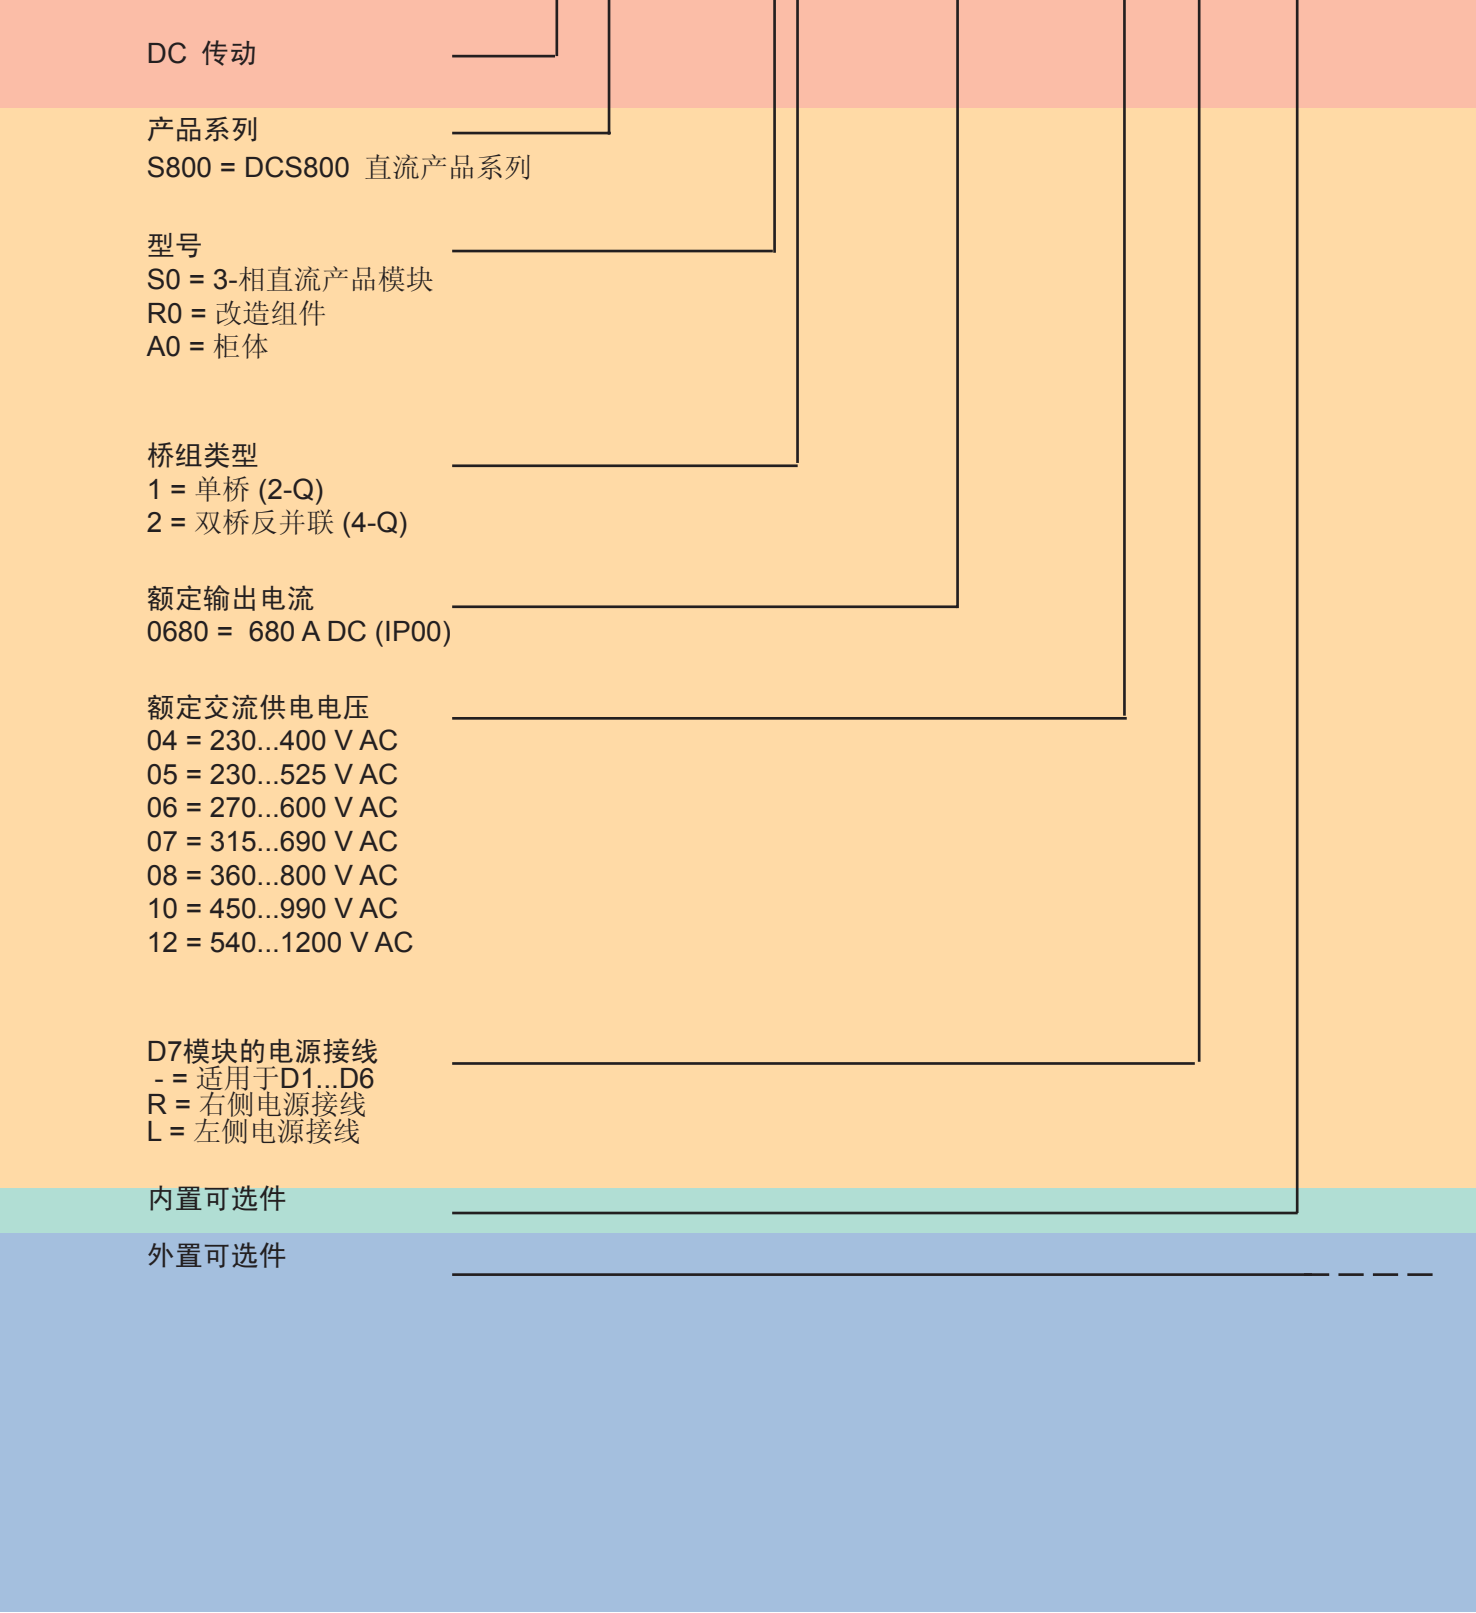 DC 传动
产品系列
S800 = DCS800 直流产品系列
型号
S0 = 3-相直流产品模块
R0 = 改造组件
A0 = 柜体
桥组类型
1 = 单桥 (2-Q)
2 = 双桥反并联 (4-Q)
额定输出电流
0680 = 680 A DC (IP00)
额定交流供电电压
04 = 230...400 V AC
05 = 230...525 V AC
06 = 270...600 V AC
07 = 315...690 V AC
08 = 360...800 V AC
10 = 450...990 V AC
12 = 540...1200 V AC
D7模块的电源接线
- = 适用于D1...D6
R = 右侧电源接线
L = 左侧电源接线
内置可选件
外置可选件